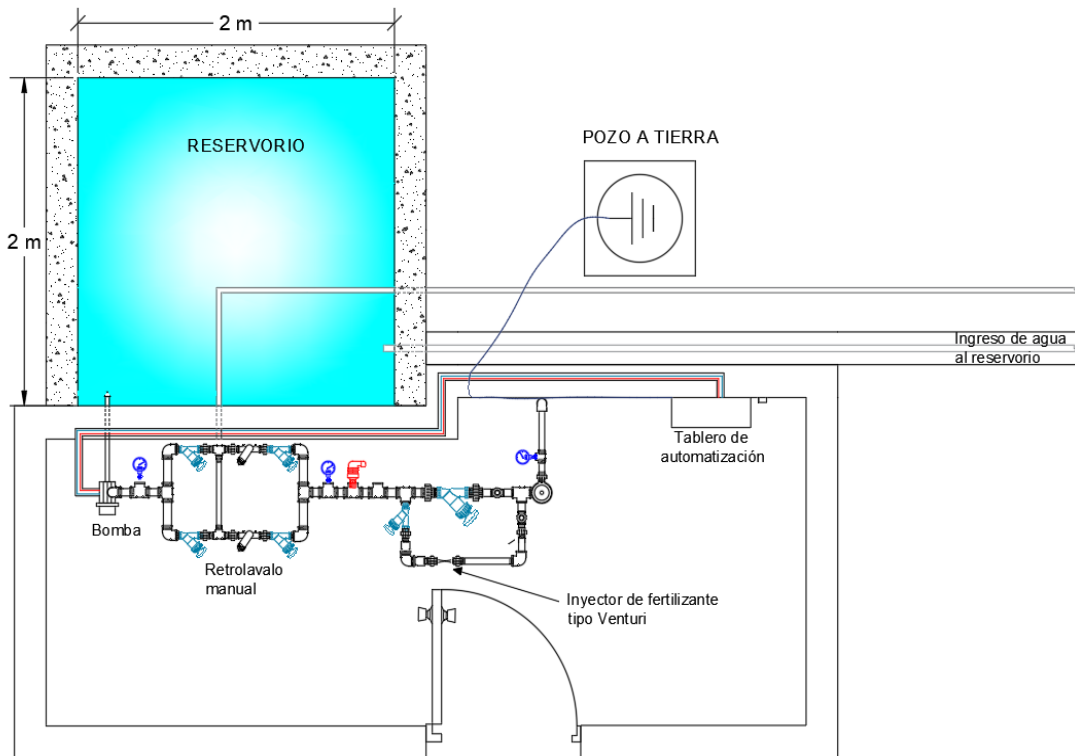 2 m
RESERVORIO
POZO A TIERRA
2 m
Ingreso de agua
al reservorio
Tablero de
automatización
Bomba
Retrolavalo
manual
Inyector de fertilizante
tipo Venturi